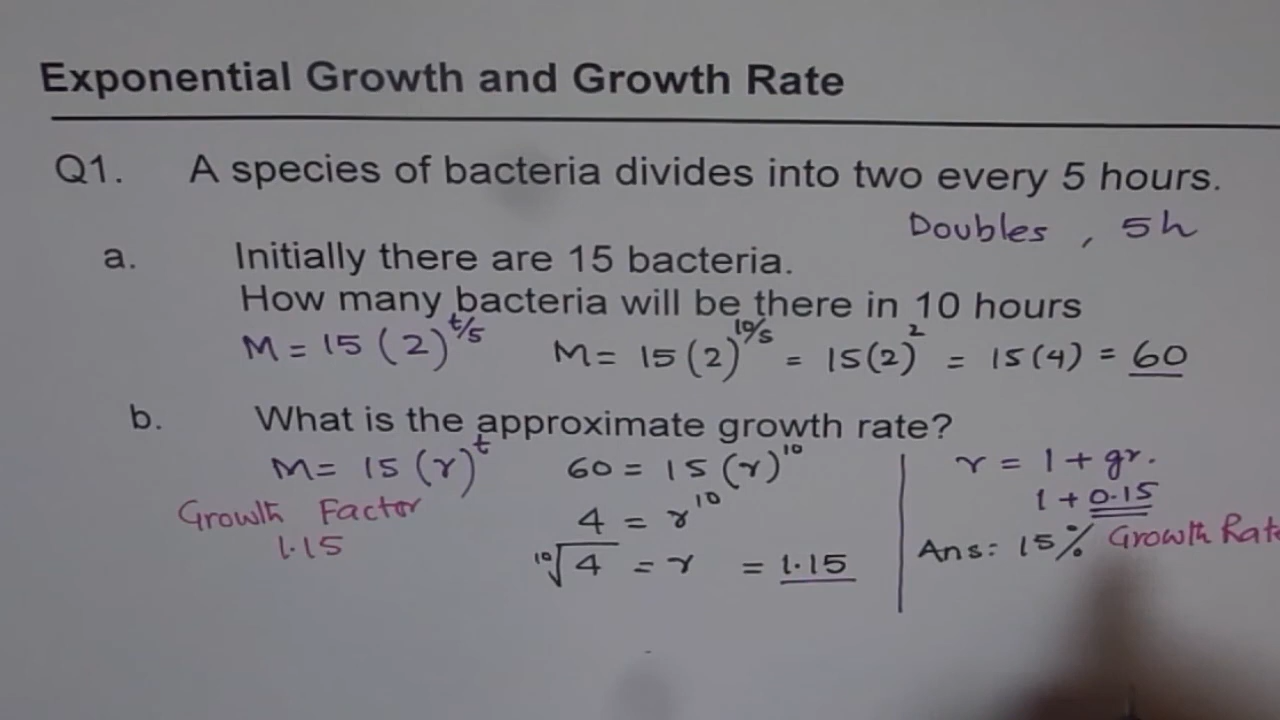 Exponential Growth and Growth Rate
Q1. A species of bacteria divides into two every 5 hours.
Doubles , 5h
a. Initially there are 15 bacteria.
How many bacteria will be there in 10 hours
M = 15 (2)^t/5 M = 15 (2)^10/5 = 15(2)^2 = 15(4) = 60
b. What is the approximate growth rate?
M = 15 (r)^t 60 = 15 (r)^10 r = 1 + gr.
Growth Factor 4 = r^10 1 + 0.15
1.15 10√4 = r = 1.15 Ans: 15% Growth Rat